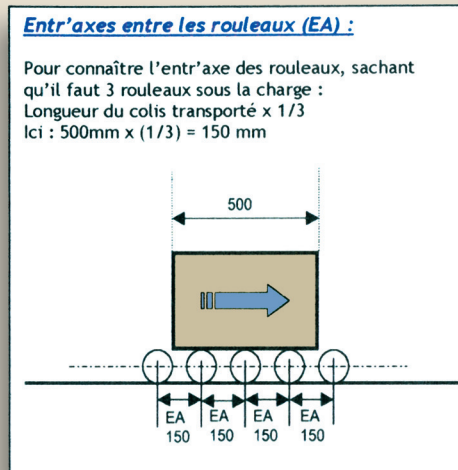 Entr'axes entre les rouleaux (EA) :
Pour connaître l'entr'axe des rouleaux, sachant
qu'il faut 3 rouleaux sous la charge :
Longueur du colis transporté x 1/3
Ici : 500mm x (1/3) = 150 mm
500
EA EA EA EA
150 150 150 150